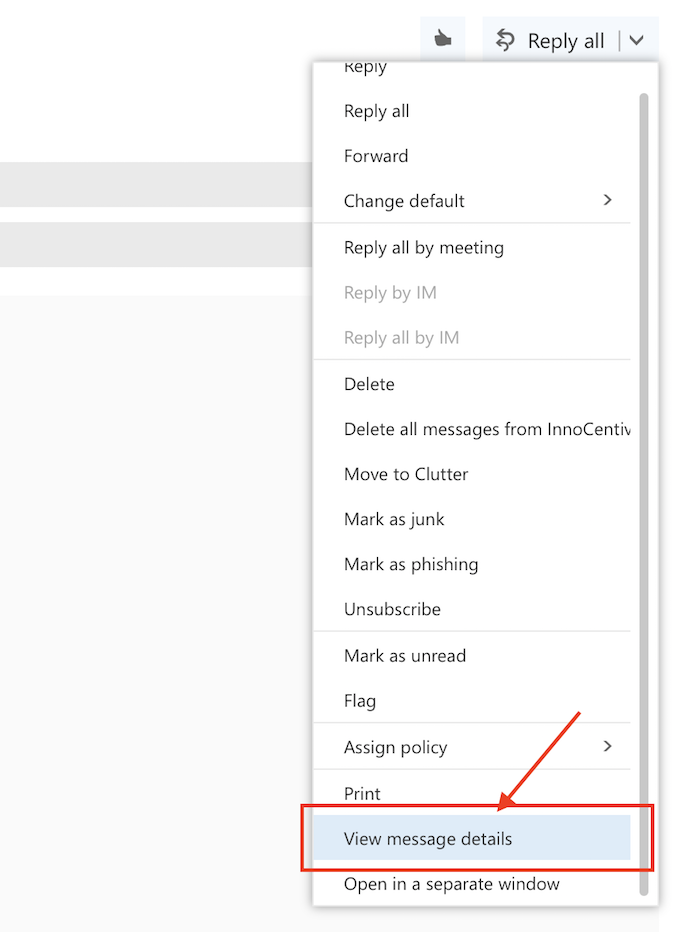 Reply all
Reply
Reply all
Forward
Change default
Reply all by meeting
Reply by IM
Reply all by IM
Delete
Delete all messages from InnoCentiv
Move to Clutter
Mark as junk
Mark as phishing
Unsubscribe
Mark as unread
Flag
Assign policy
Print
View message details
Open in a separate window